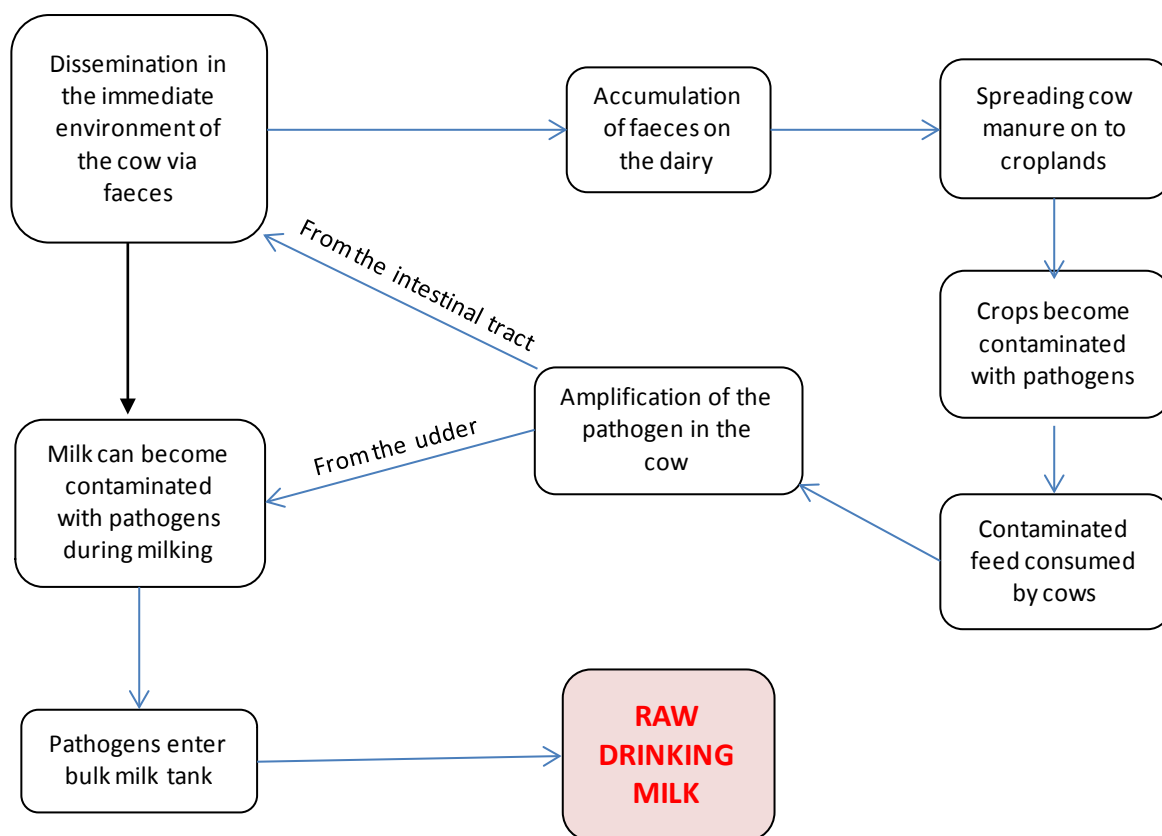 Dissemination in
the immediate
environment of
the cow via
faeces
Accumulation
of faeces on
the dairy
Spreading cow
manure on to
croplands
From the intestinal tract
Crops become
contaminated
with pathogens
Amplification of the
pathogen in the
cow
From the udder
Milk can become
contaminated
with pathogens
during milking
Contaminated
feed consumed
by cows
Pathogens enter
bulk milk tank
RAW
DRINKING
MILK